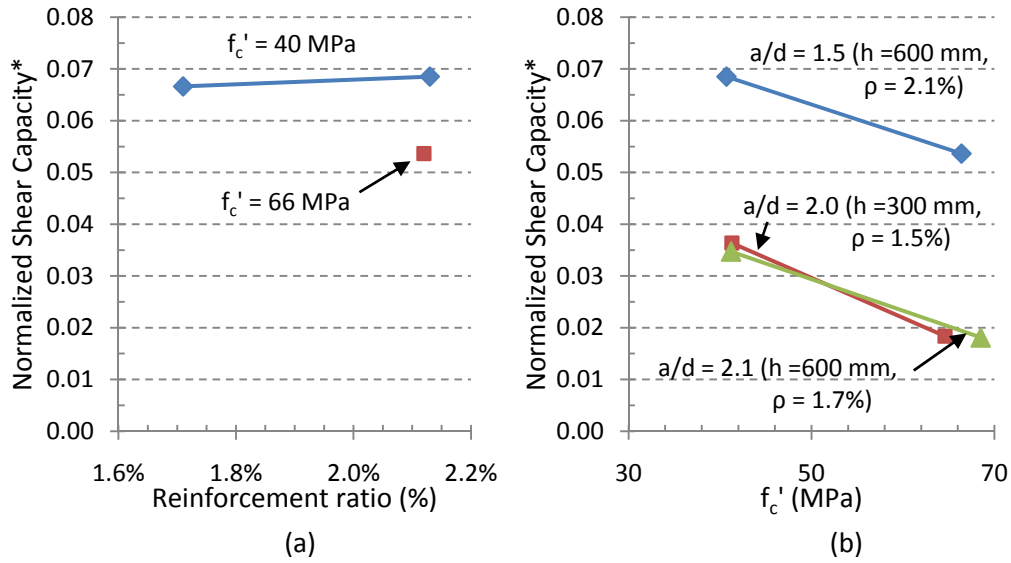 Normalized Shear Capacity*
0.08
0.07
0.06
0.05
0.04
0.03
0.02
0.01
0.00
fc' = 40 MPa
fc' = 66 MPa
1.6%
1.8%
2.0%
2.2%
Reinforcement ratio (%)
(a)
Normalized Shear Capacity*
0.08
0.07
0.06
0.05
0.04
0.03
0.02
0.01
0.00
a/d = 1.5 (h =600 mm,
ρ = 2.1%)
a/d = 2.0 (h =300 mm,
ρ = 1.5%)
a/d = 2.1 (h =600 mm,
ρ = 1.7%)
30
50
70
fc' (MPa)
(b)